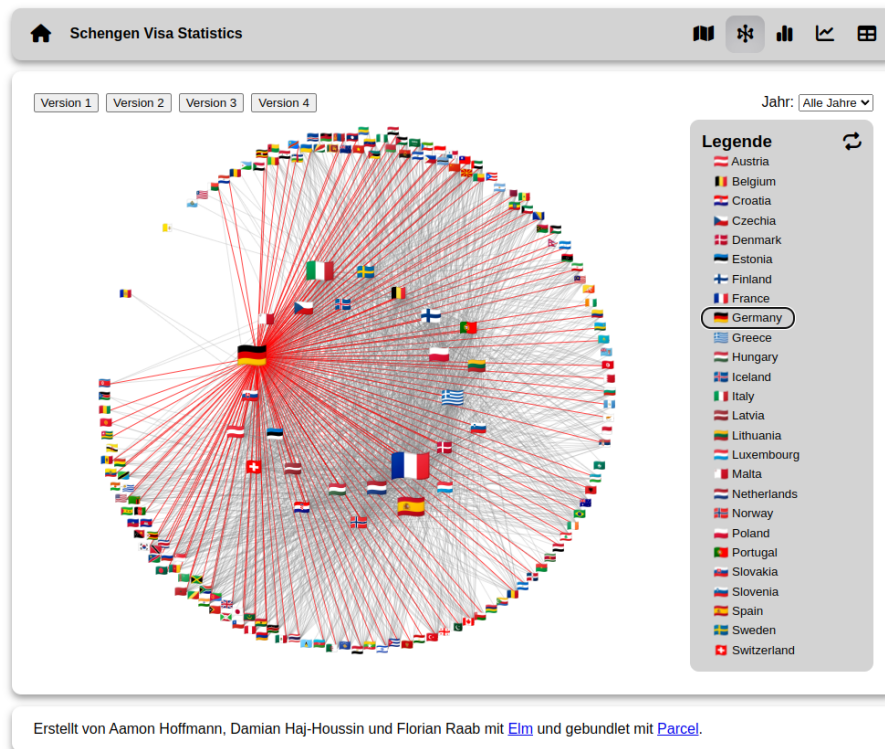 Schengen Visa Statistics
Version 1 Version 2 Version 3 Version 4
Jahr: Alle Jahre
Legende
Austria
Belgium
Croatia
Czechia
Denmark
Estonia
Finland
France
Germany
Greece
Hungary
Iceland
Italy
Latvia
Lithuania
Luxembourg
Malta
Netherlands
Norway
Poland
Portugal
Slovakia
Slovenia
Spain
Sweden
Switzerland
Erstellt von Aamon Hoffmann, Damian Haj-Houssin und Florian Raab mit Elm und gebundlet mit Parcel.